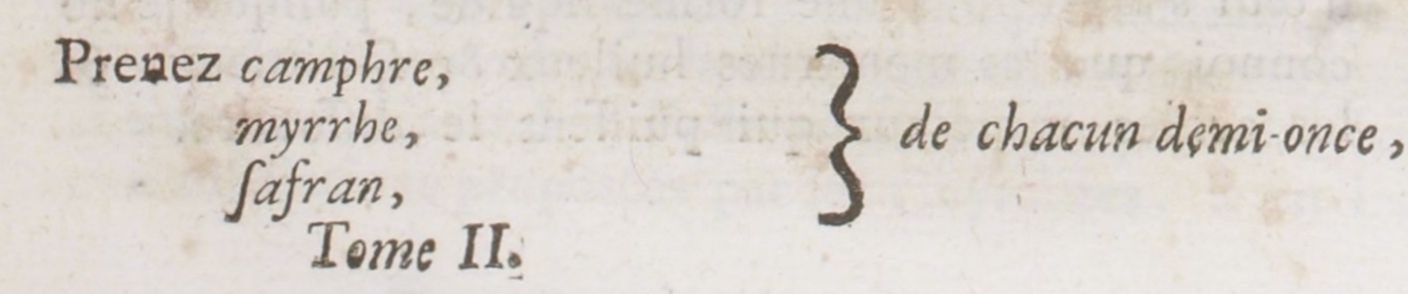 Prenez camphre,
myrrhe,
ſafran,
} de chacun demi-once,
Tome II.